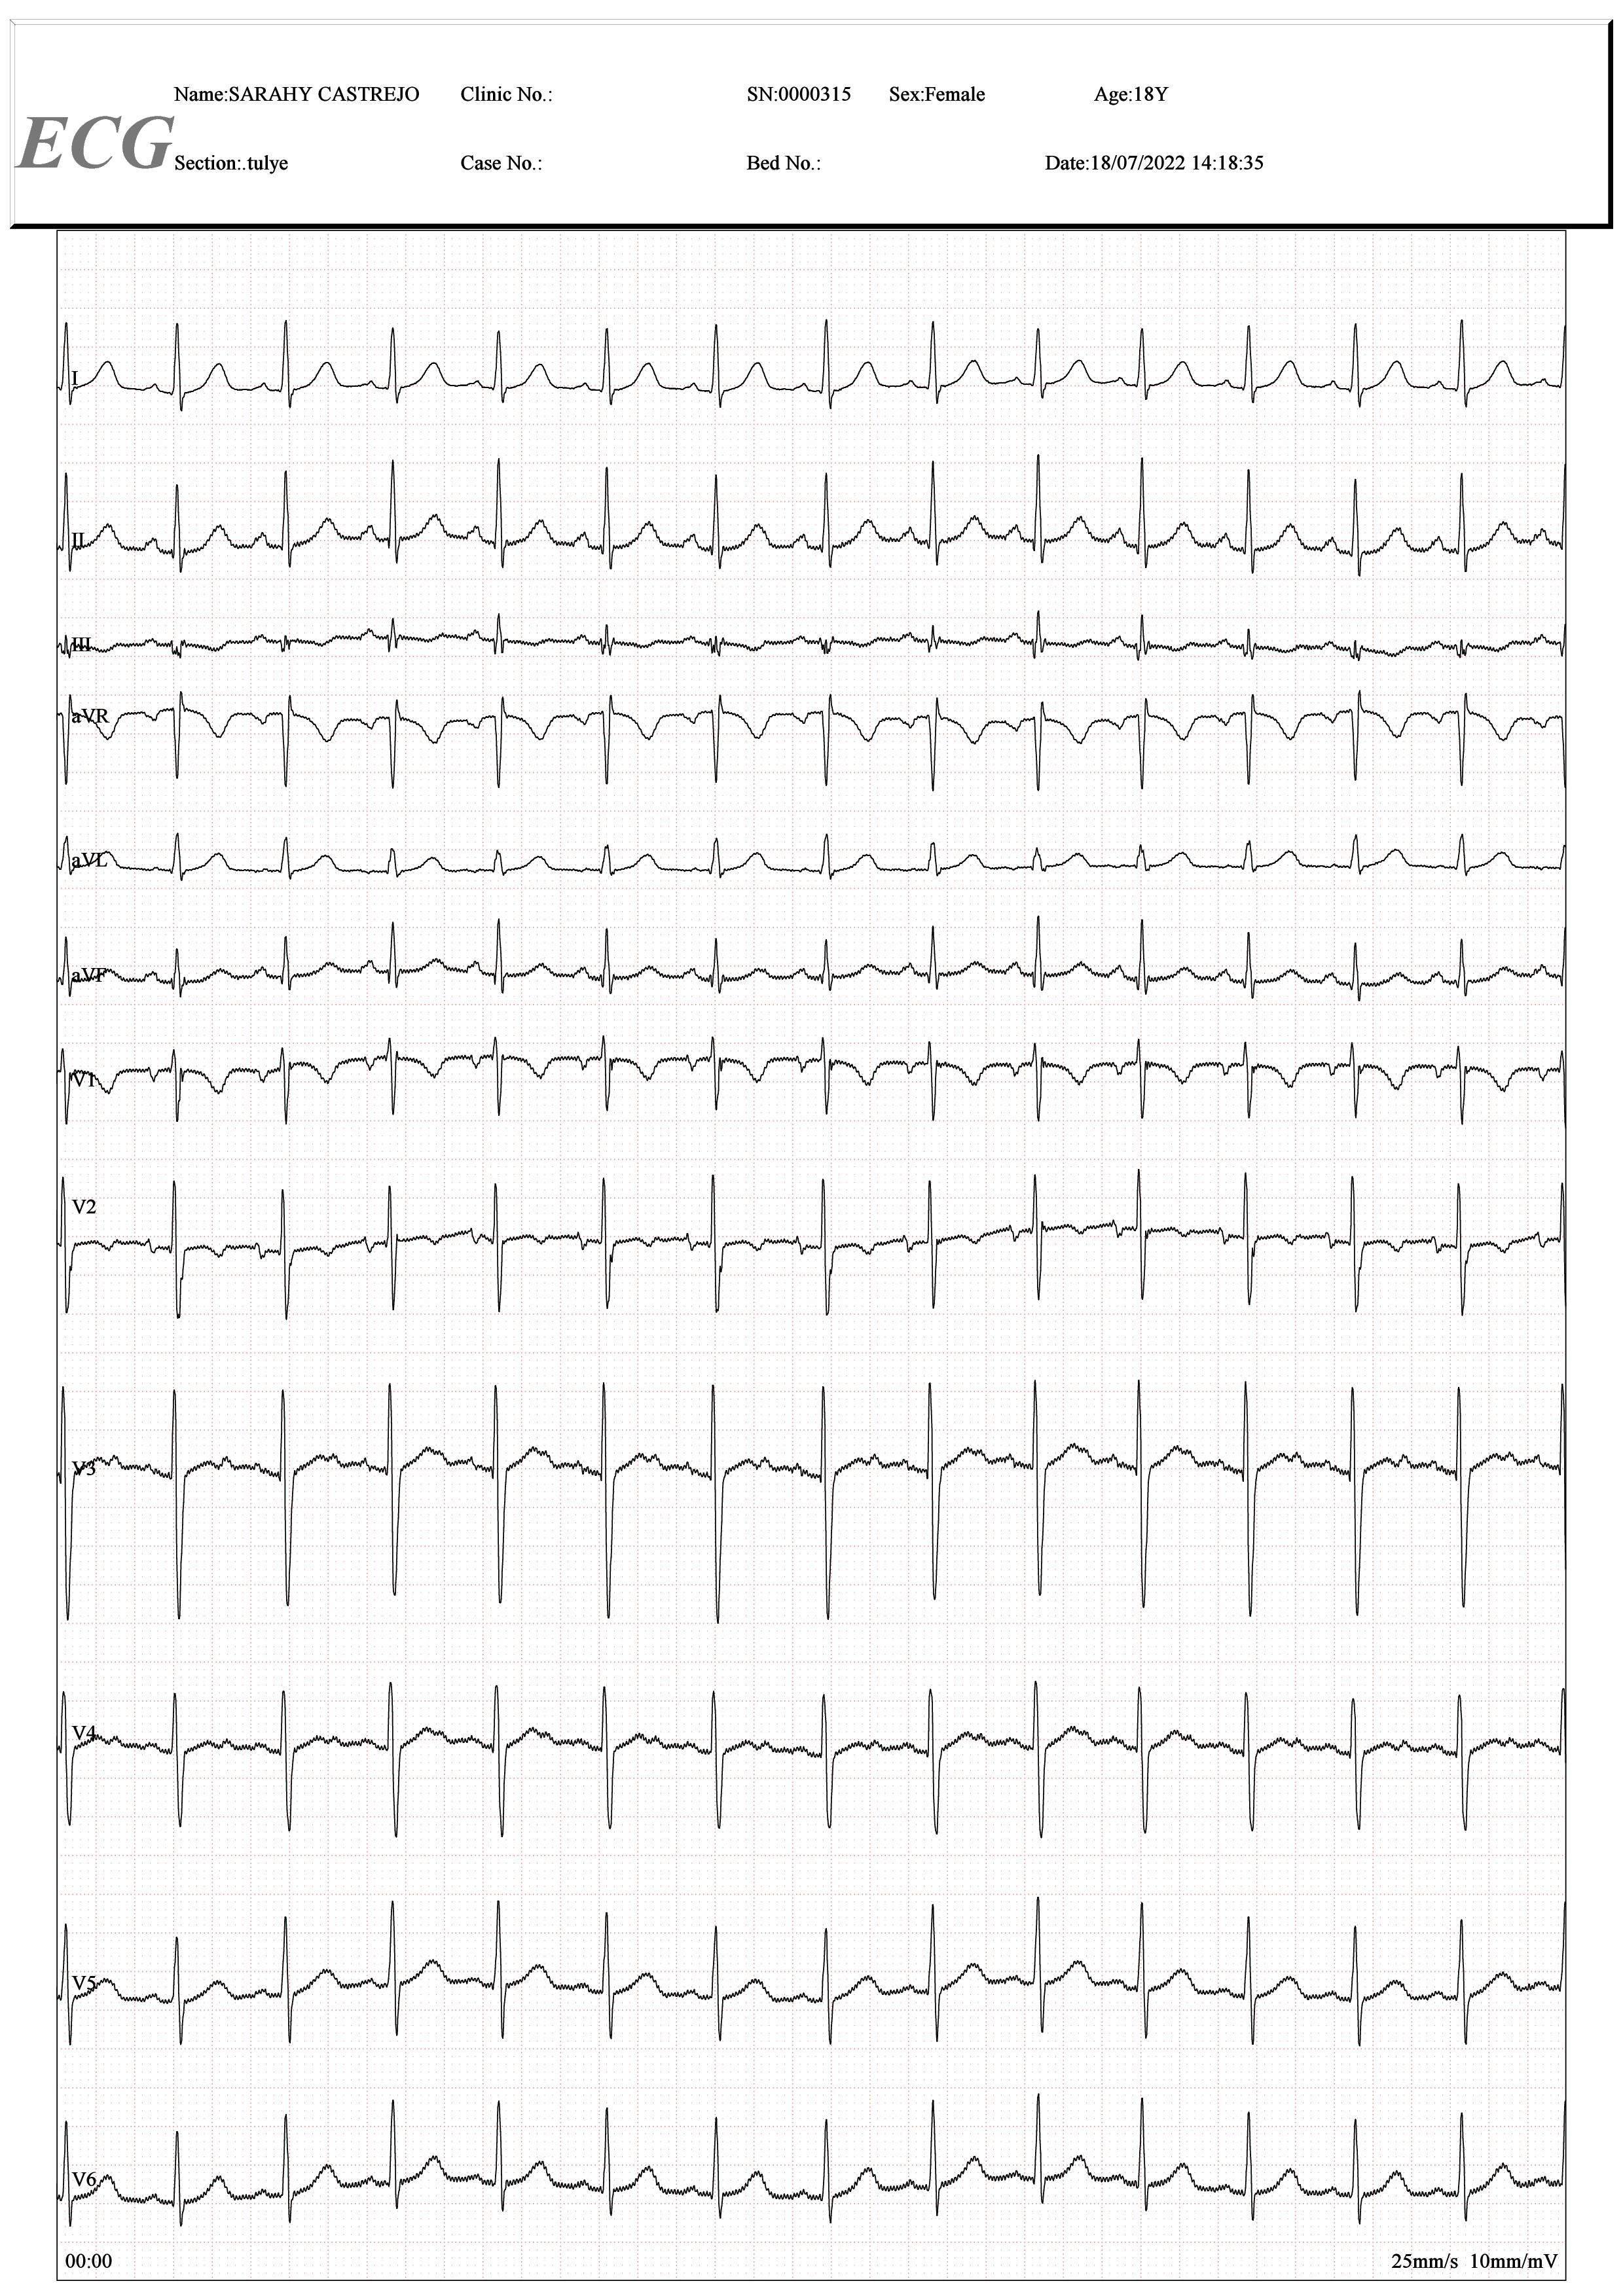 Name:SARAHY CASTREJO Clinic No.: SN:0000315 Sex:Female Age:18Y
ECG
Section:.tulye Case No.: Bed No.: Date:18/07/2022 14:18:35
I
II
III
aVR
aVL
aVF
V1
V2
V3
V4
V5
V6
00:00 25mm/s 10mm/mV